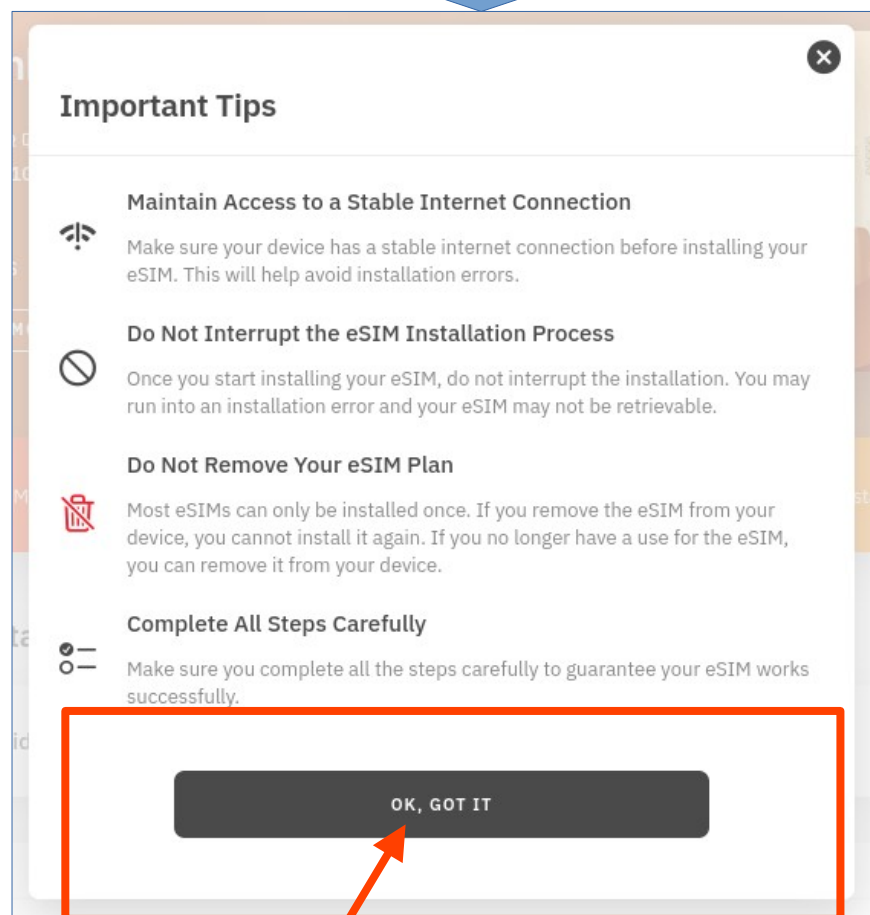 Important Tips
Maintain Access to a Stable Internet Connection
Make sure your device has a stable internet connection before installing your
eSIM. This will help avoid installation errors.
Do Not Interrupt the eSIM Installation Process
Once you start installing your eSIM, do not interrupt the installation. You may
run into an installation error and your eSIM may not be retrievable.
Do Not Remove Your eSIM Plan
Most eSIMs can only be installed once. If you remove the eSIM from your
device, you cannot install it again. If you no longer have a use for the eSIM,
you can remove it from your device.
Complete All Steps Carefully
Make sure you complete all the steps carefully to guarantee your eSIM works
successfully.
OK, GOT IT